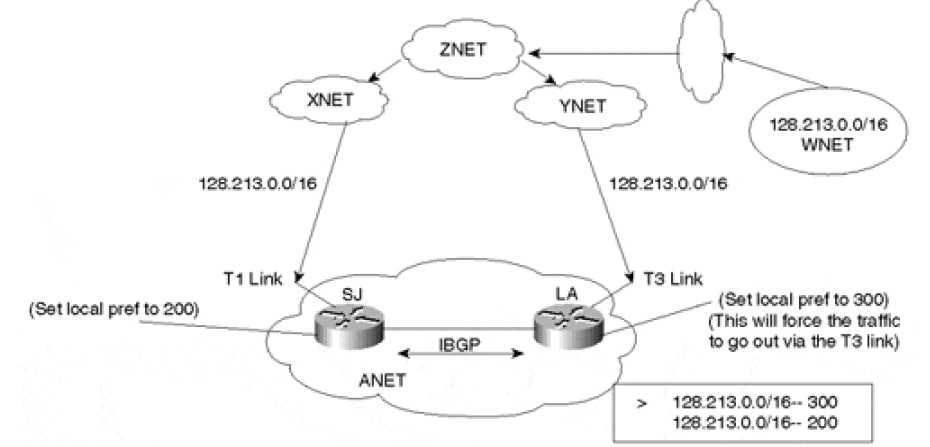 ZNET
XNET
YNET
128.213.0.0/16
WNET
128.213.0.0/16
128.213.0.0/16
T1 Link
T3 Link
SJ
LA
(Set local pref to 200)
(Set local pref to 300)
(This will force the traffic
to go out via the T3 link)
IBGP
ANET
> 128.213.0.0/16-- 300
128.213.0.0/16-- 200